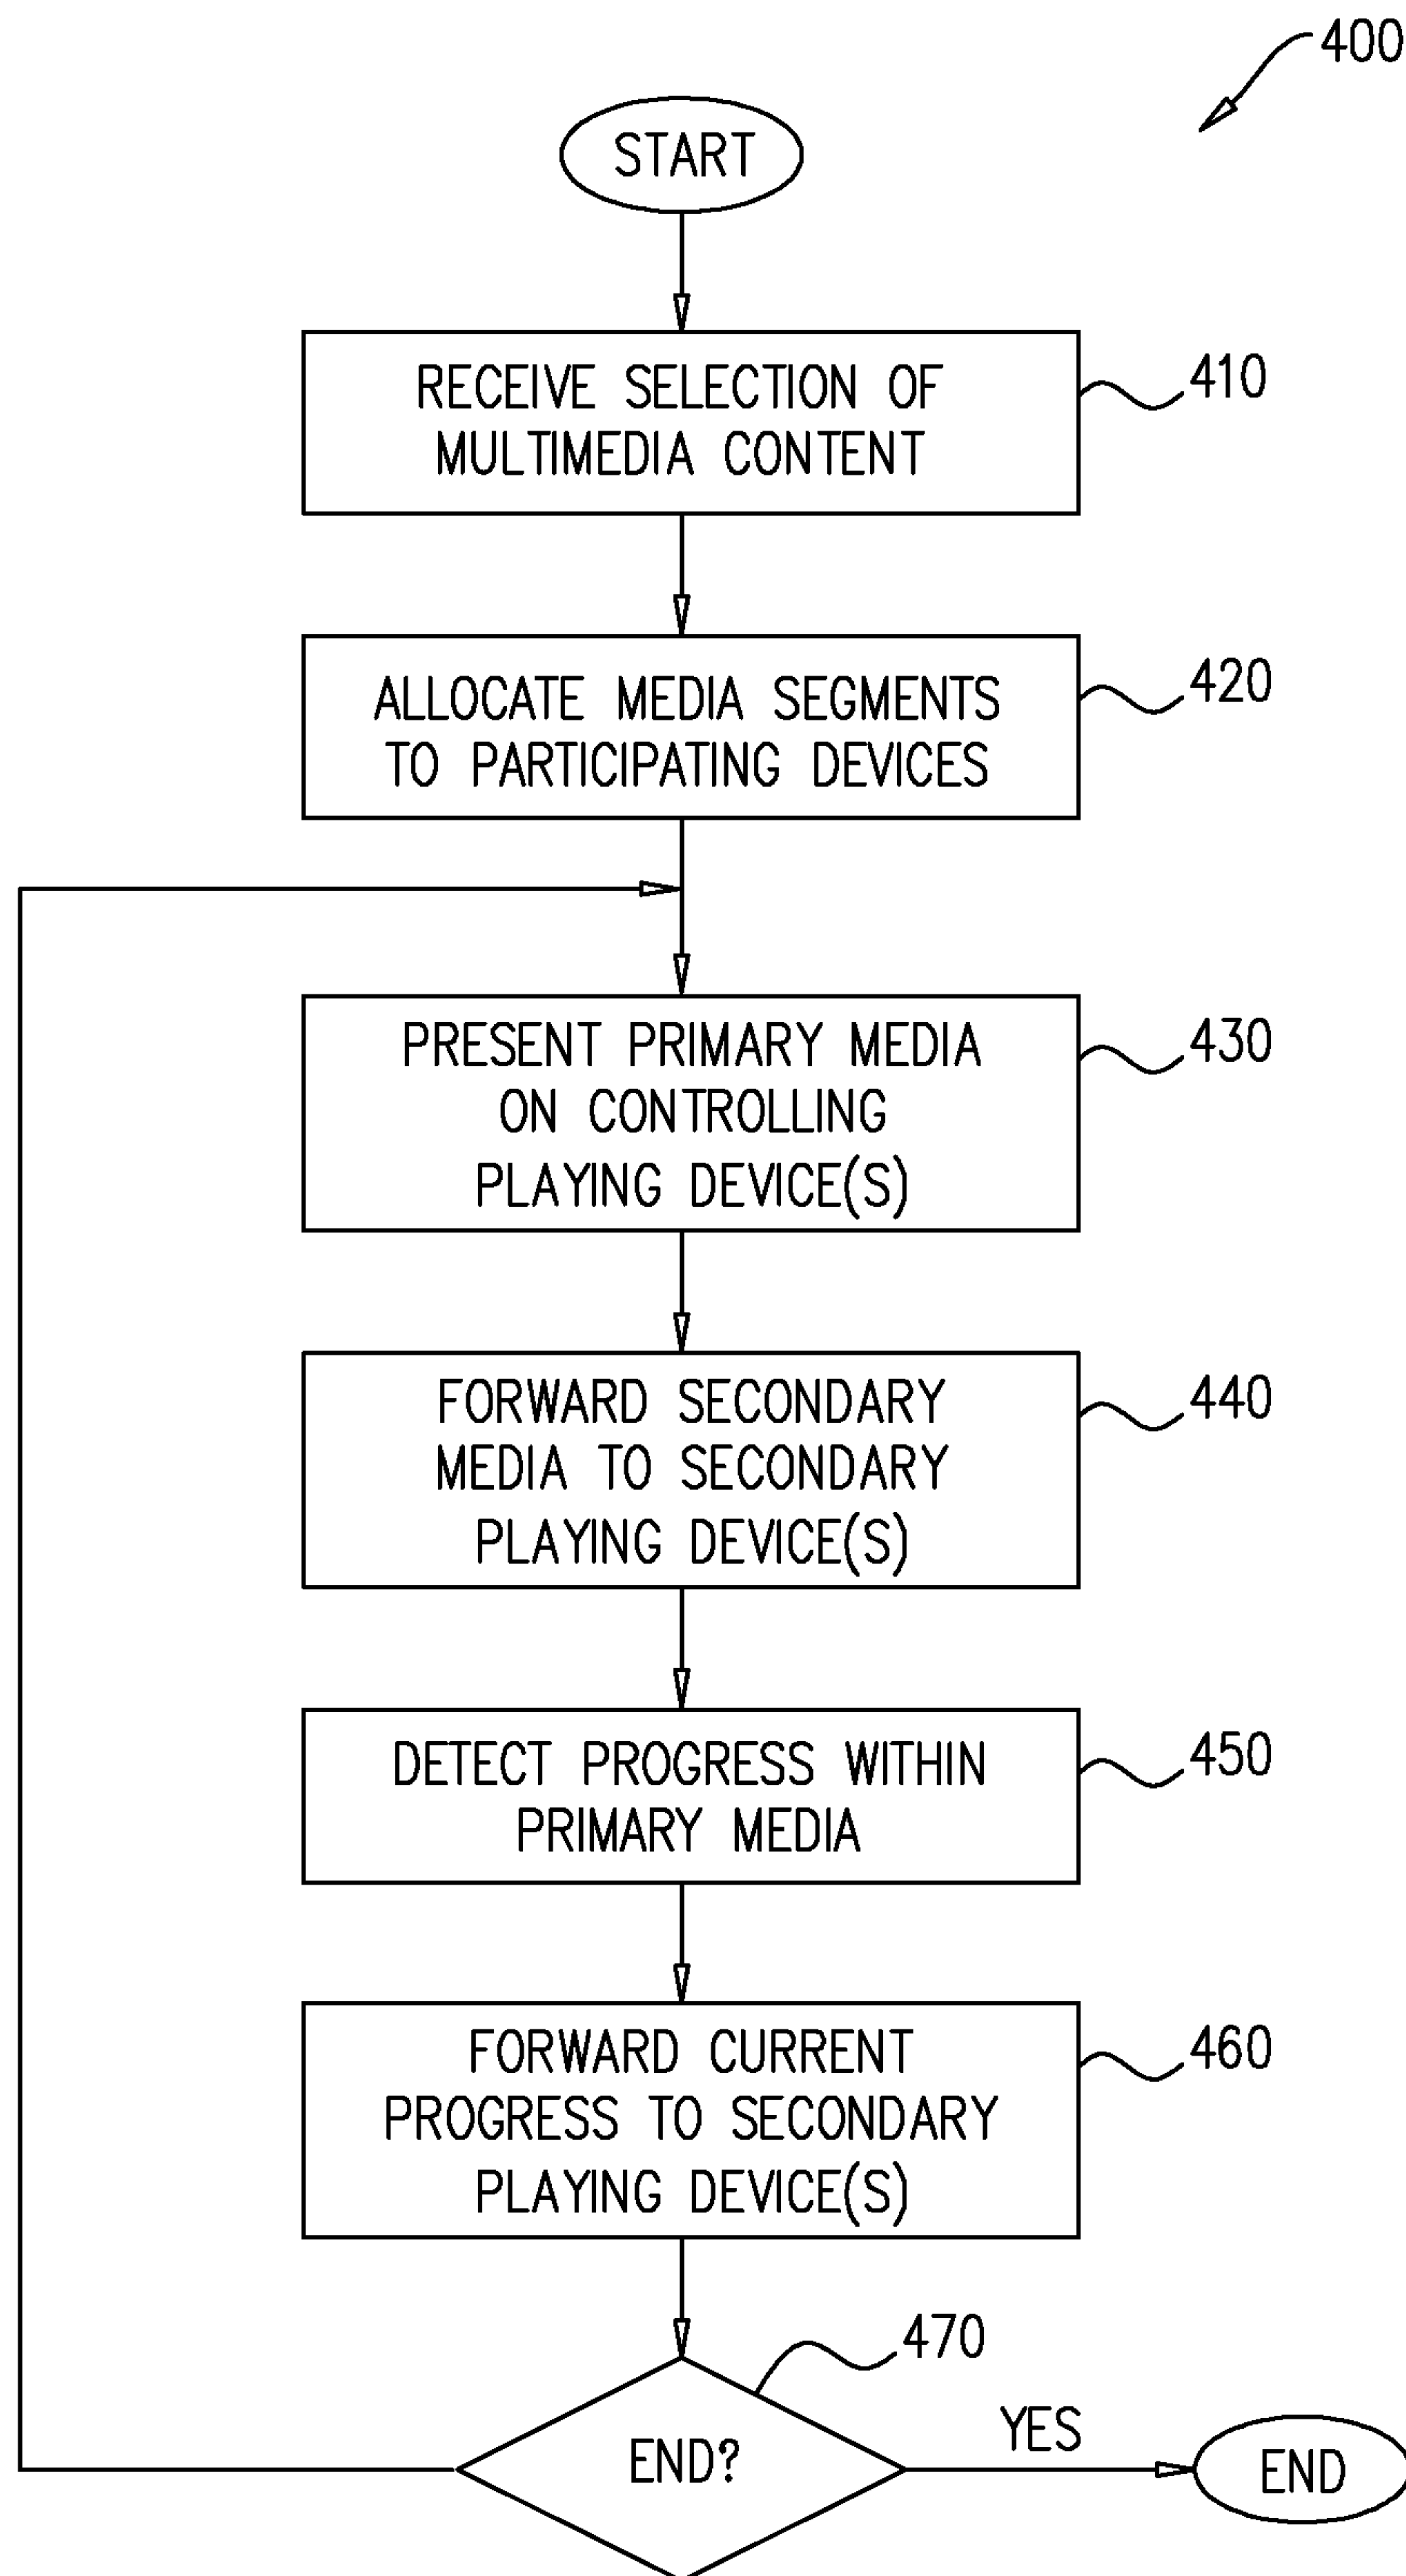 400
START
RECEIVE SELECTION OF
MULTIMEDIA CONTENT
410
ALLOCATE MEDIA SEGMENTS
TO PARTICIPATING DEVICES
420
PRESENT PRIMARY MEDIA
ON CONTROLLING
PLAYING DEVICE(S)
430
FORWARD SECONDARY
MEDIA TO SECONDARY
PLAYING DEVICE(S)
440
DETECT PROGRESS WITHIN
PRIMARY MEDIA
450
FORWARD CURRENT
PROGRESS TO SECONDARY
PLAYING DEVICE(S)
460
470
END?
YES
END